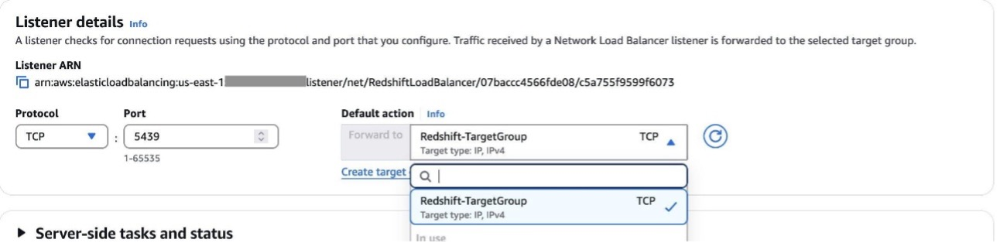 Listener details Info
A listener checks for connection requests using the protocol and port that you configure. Traffic received by a Network Load Balancer listener is forwarded to the selected target group.
Listener ARN
arn:aws:elasticloadbalancing:us-east-1 listener/net/RedshiftLoadBalancer/07baccc4566fde08/c5a755f9599f6073
Protocol Port Default action Info
TCP : 5439 Forward to Redshift-TargetGroup TCP
Target type: IP, IPv4
1-65535
Create target
Redshift-TargetGroup TCP
Target type: IP, IPv4
In use
Server-side tasks and status